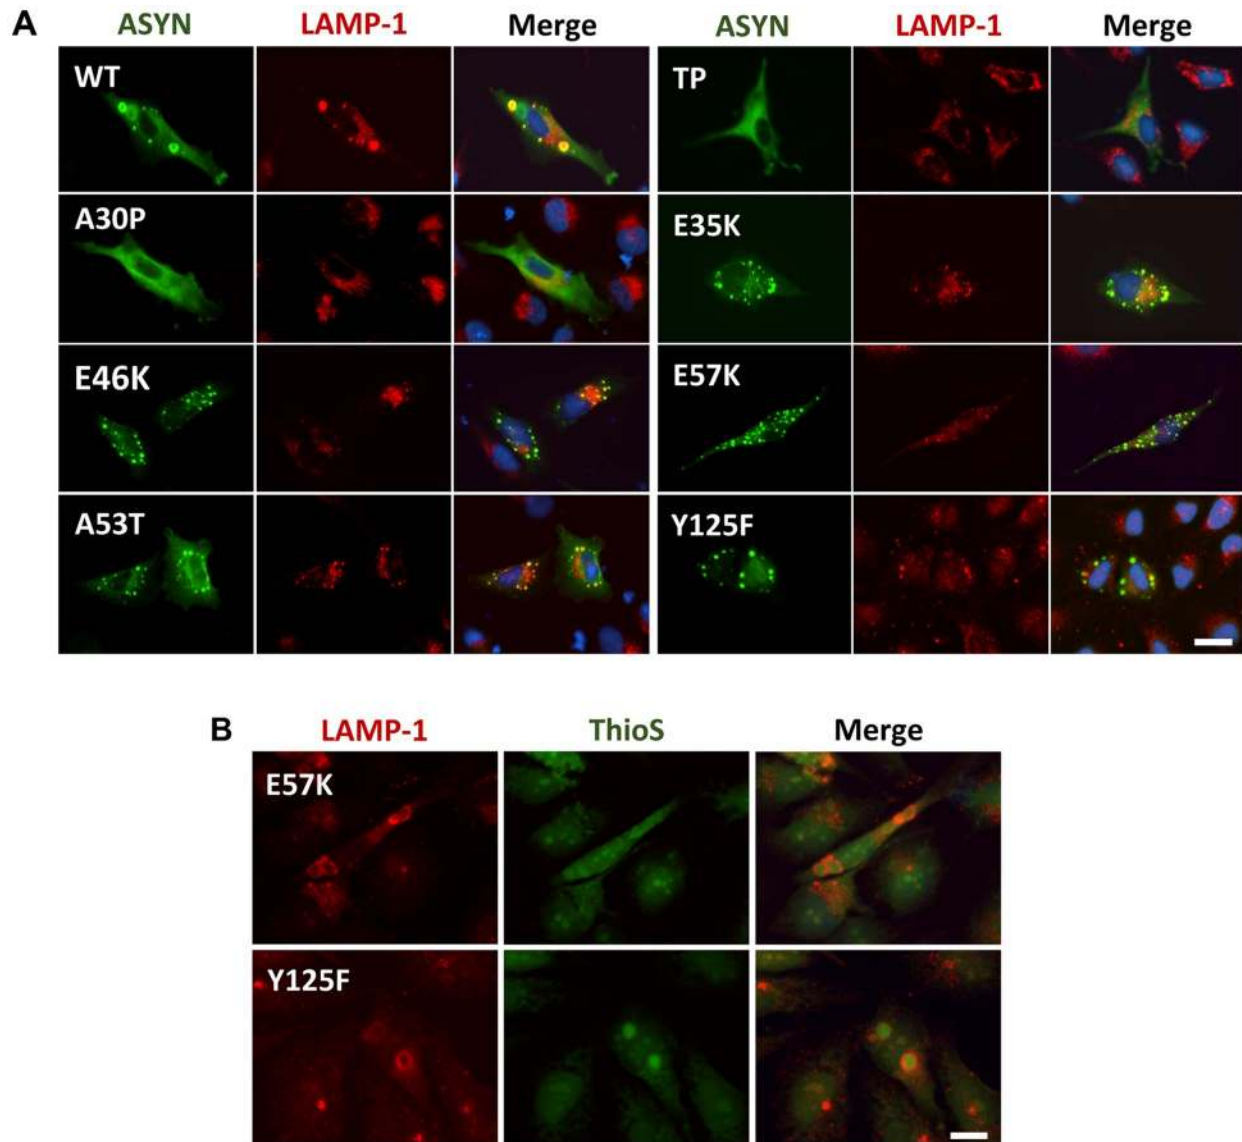 A ASYN LAMP-1 Merge ASYN LAMP-1 Merge
WT TP
A30P E35K
E46K E57K
A53T Y125F
B LAMP-1 ThioS Merge
E57K
Y125F